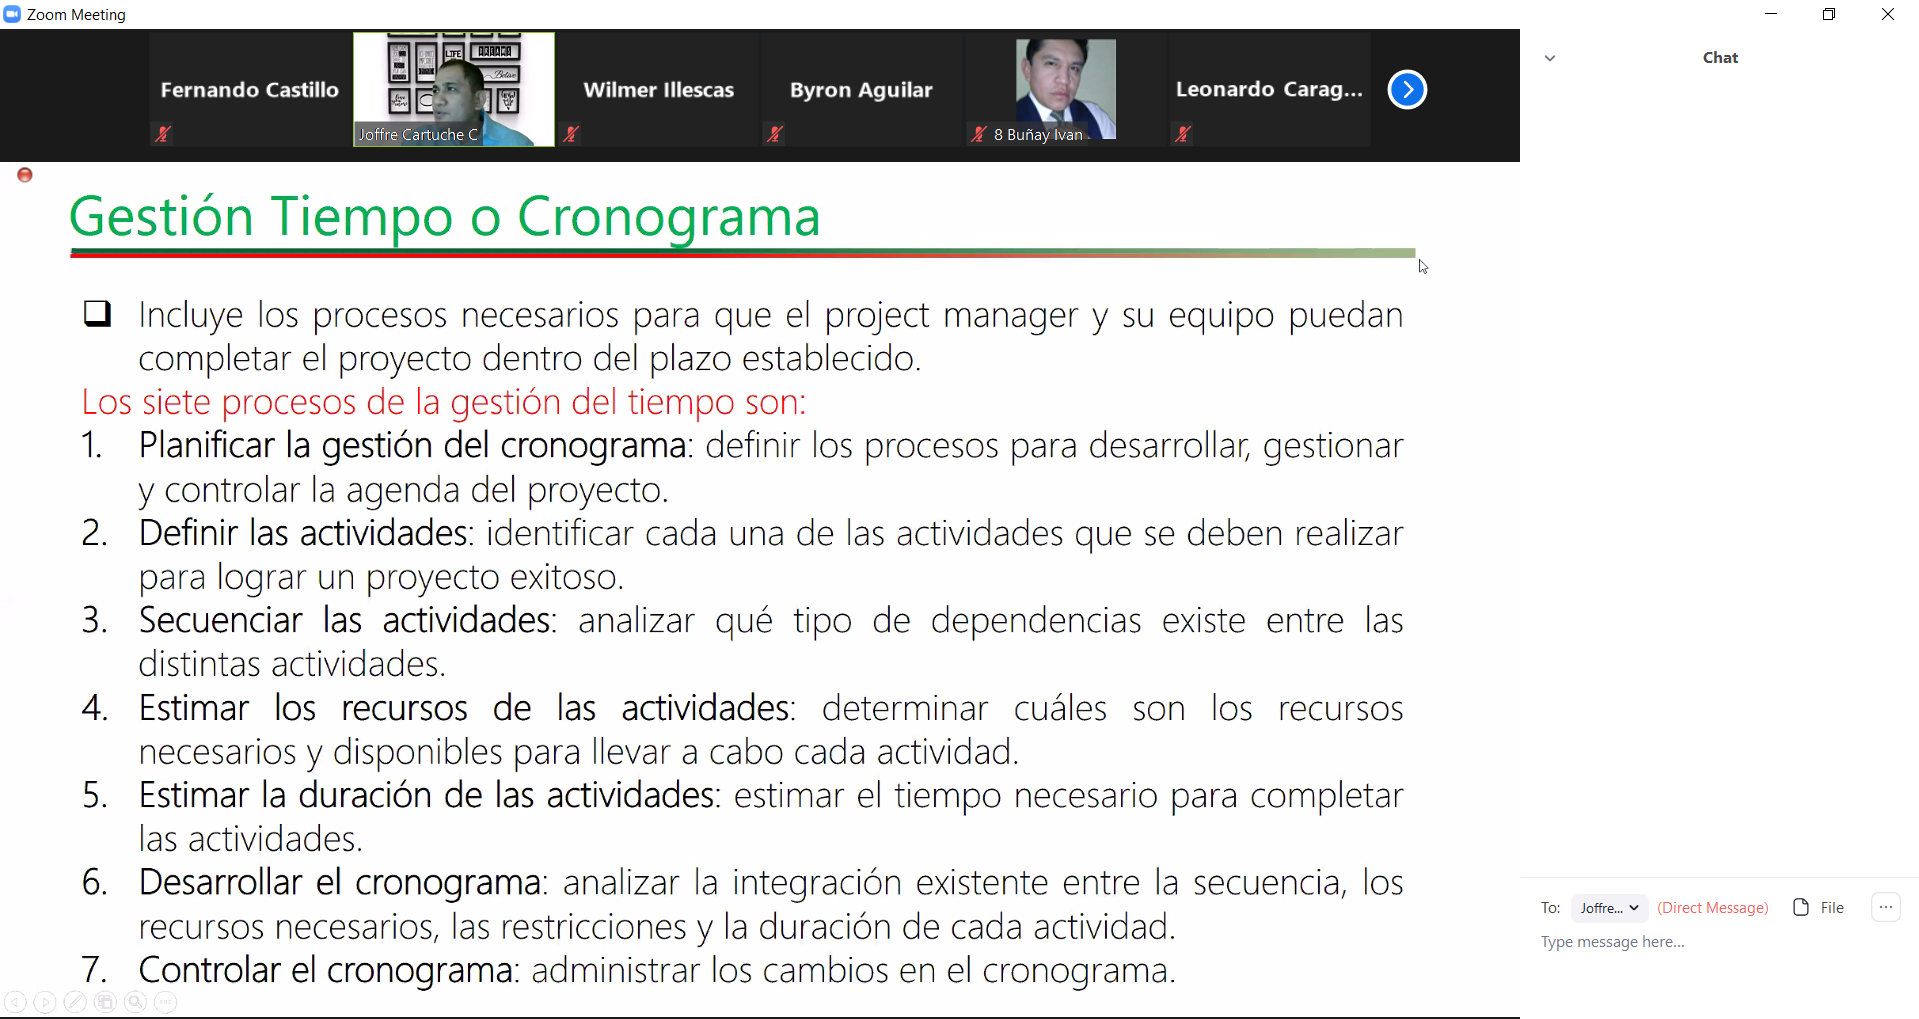 Zoom Meeting
Fernando Castillo
Joffre Cartuche C
Wilmer Illescas
Byron Aguilar
8 Buñay Ivan
Leonardo Carag...
Chat
Gestión Tiempo o Cronograma
Incluye los procesos necesarios para que el project manager y su equipo puedan
completar el proyecto dentro del plazo establecido.
Los siete procesos de la gestión del tiempo son:
1. Planificar la gestión del cronograma: definir los procesos para desarrollar, gestionar
y controlar la agenda del proyecto.
2. Definir las actividades: identificar cada una de las actividades que se deben realizar
para lograr un proyecto exitoso.
3. Secuenciar las actividades: analizar qué tipo de dependencias existe entre las
distintas actividades.
4. Estimar los recursos de las actividades: determinar cuáles son los recursos
necesarios y disponibles para llevar a cabo cada actividad.
5. Estimar la duración de las actividades: estimar el tiempo necesario para completar
las actividades.
6. Desarrollar el cronograma: analizar la integración existente entre la secuencia, los
recursos necesarios, las restricciones y la duración de cada actividad.
7. Controlar el cronograma: administrar los cambios en el cronograma.
To: Joffre... (Direct Message) File
Type message here...